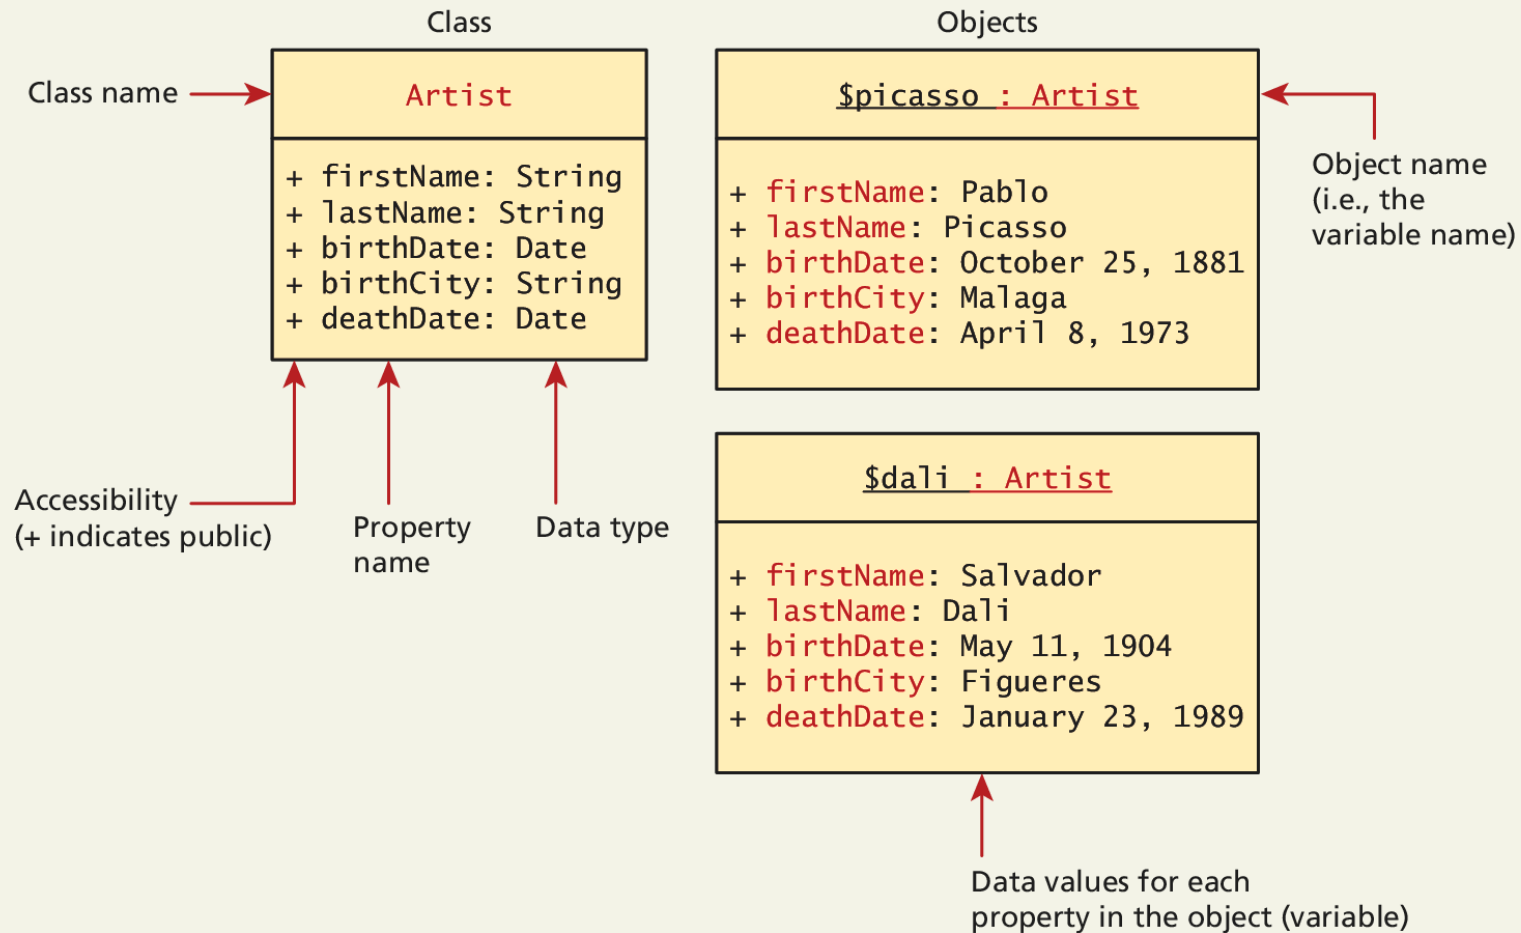 Class
Class name
Artist
+ firstName: String
+ lastName: String
+ birthDate: Date
+ birthCity: String
+ deathDate: Date
Accessibility
(+ indicates public)
Property
name
Data type
Objects
$picasso : Artist
+ firstName: Pablo
+ lastName: Picasso
+ birthDate: October 25, 1881
+ birthCity: Malaga
+ deathDate: April 8, 1973
Object name
(i.e., the
variable name)
$dali : Artist
+ firstName: Salvador
+ lastName: Dali
+ birthDate: May 11, 1904
+ birthCity: Figueres
+ deathDate: January 23, 1989
Data values for each
property in the object (variable)